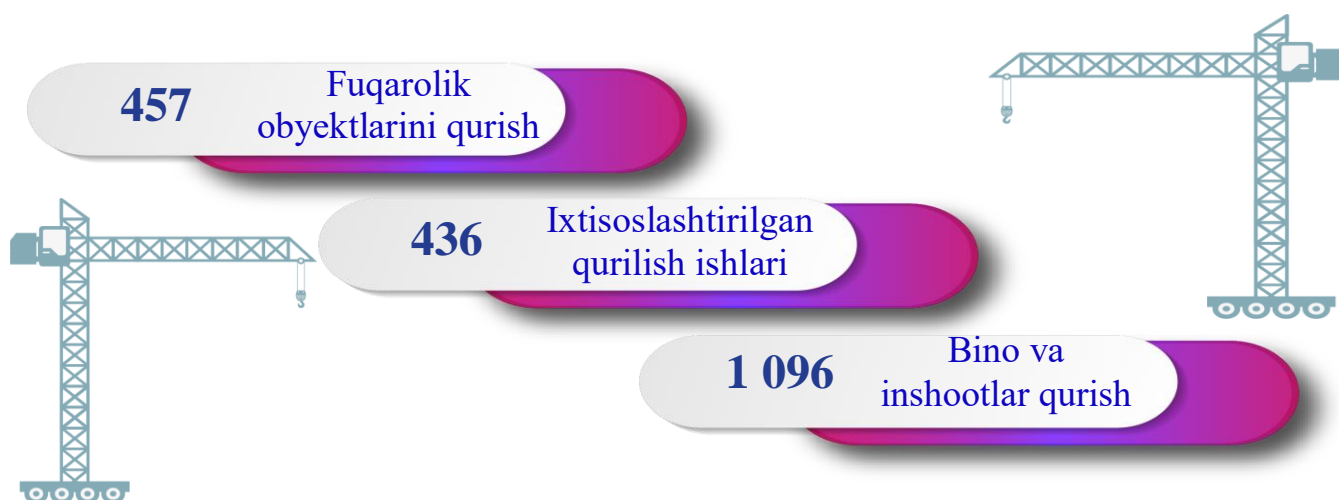 457
Fuqarolik
obyektlarini qurish
436
Ixtisoslashtirilgan
qurilish ishlari
1 096
Bino va
inshootlar qurish